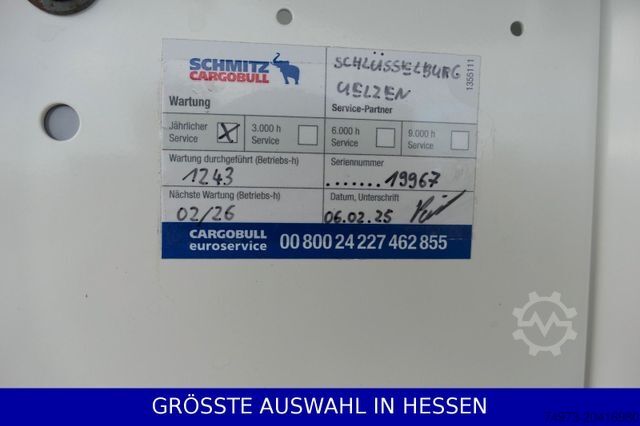 SCHMITZ
CARGOBULL
SCHLÜSSELBURG
UELZEN
1355111
Wartung
Service-Partner
Jährlicher Service X
3.000 h Service
6.000 h Service
9.000 h Service
Wartung durchgeführt (Betriebs-h)
Seriennummer
1243
.......19967
Nächste Wartung (Betriebs-h)
Datum, Unterschrift
02/26
06.02.25
CARGOBULL
euroservice
00 800 24 227 462 855
GRÖSSTE AUSWAHL IN HESSEN